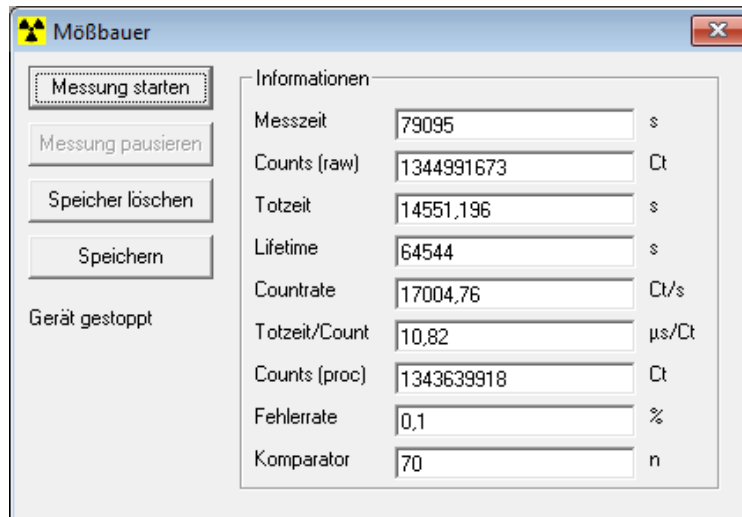 Mößbauer
Messung starten
Messung pausieren
Speicher löschen
Speichern
Gerät gestoppt
Informationen
Messzeit 79095 s
Counts (raw) 1344991673 Ct
Totzeit 14551,196 s
Lifetime 64544 s
Countrate 17004,76 Ct/s
Totzeit/Count 10,82 µs/Ct
Counts (proc) 1343639918 Ct
Fehlerrate 0,1 %
Komparator 70 n